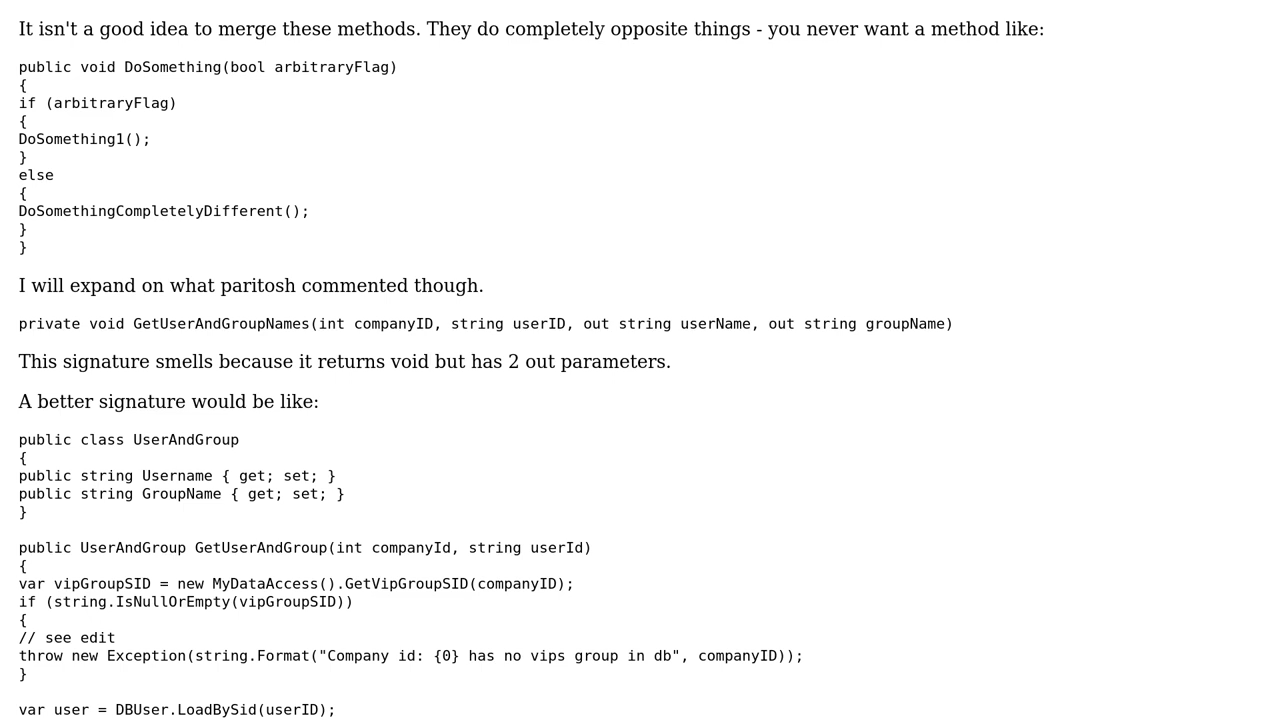 It isn't a good idea to merge these methods. They do completely opposite things - you never want a method like:
public void DoSomething(bool arbitraryFlag)
{
if (arbitraryFlag)
{
DoSomething1();
}
else
{
DoSomethingCompletelyDifferent();
}
}
I will expand on what paritosh commented though.
private void GetUserAndGroupNames(int companyID, string userID, out string userName, out string groupName)
This signature smells because it returns void but has 2 out parameters.
A better signature would be like:
public class UserAndGroup
{
public string Username { get; set; }
public string GroupName { get; set; }
}
public UserAndGroup GetUserAndGroup(int companyId, string userId)
{
var vipGroupSID = new MyDataAccess().GetVipGroupSID(companyID);
if (string.IsNullOrEmpty(vipGroupSID))
{
// see edit
throw new Exception(string.Format("Company id: {0} has no vips group in db", companyID));
}
var user = DBUser.LoadBySid(userID);